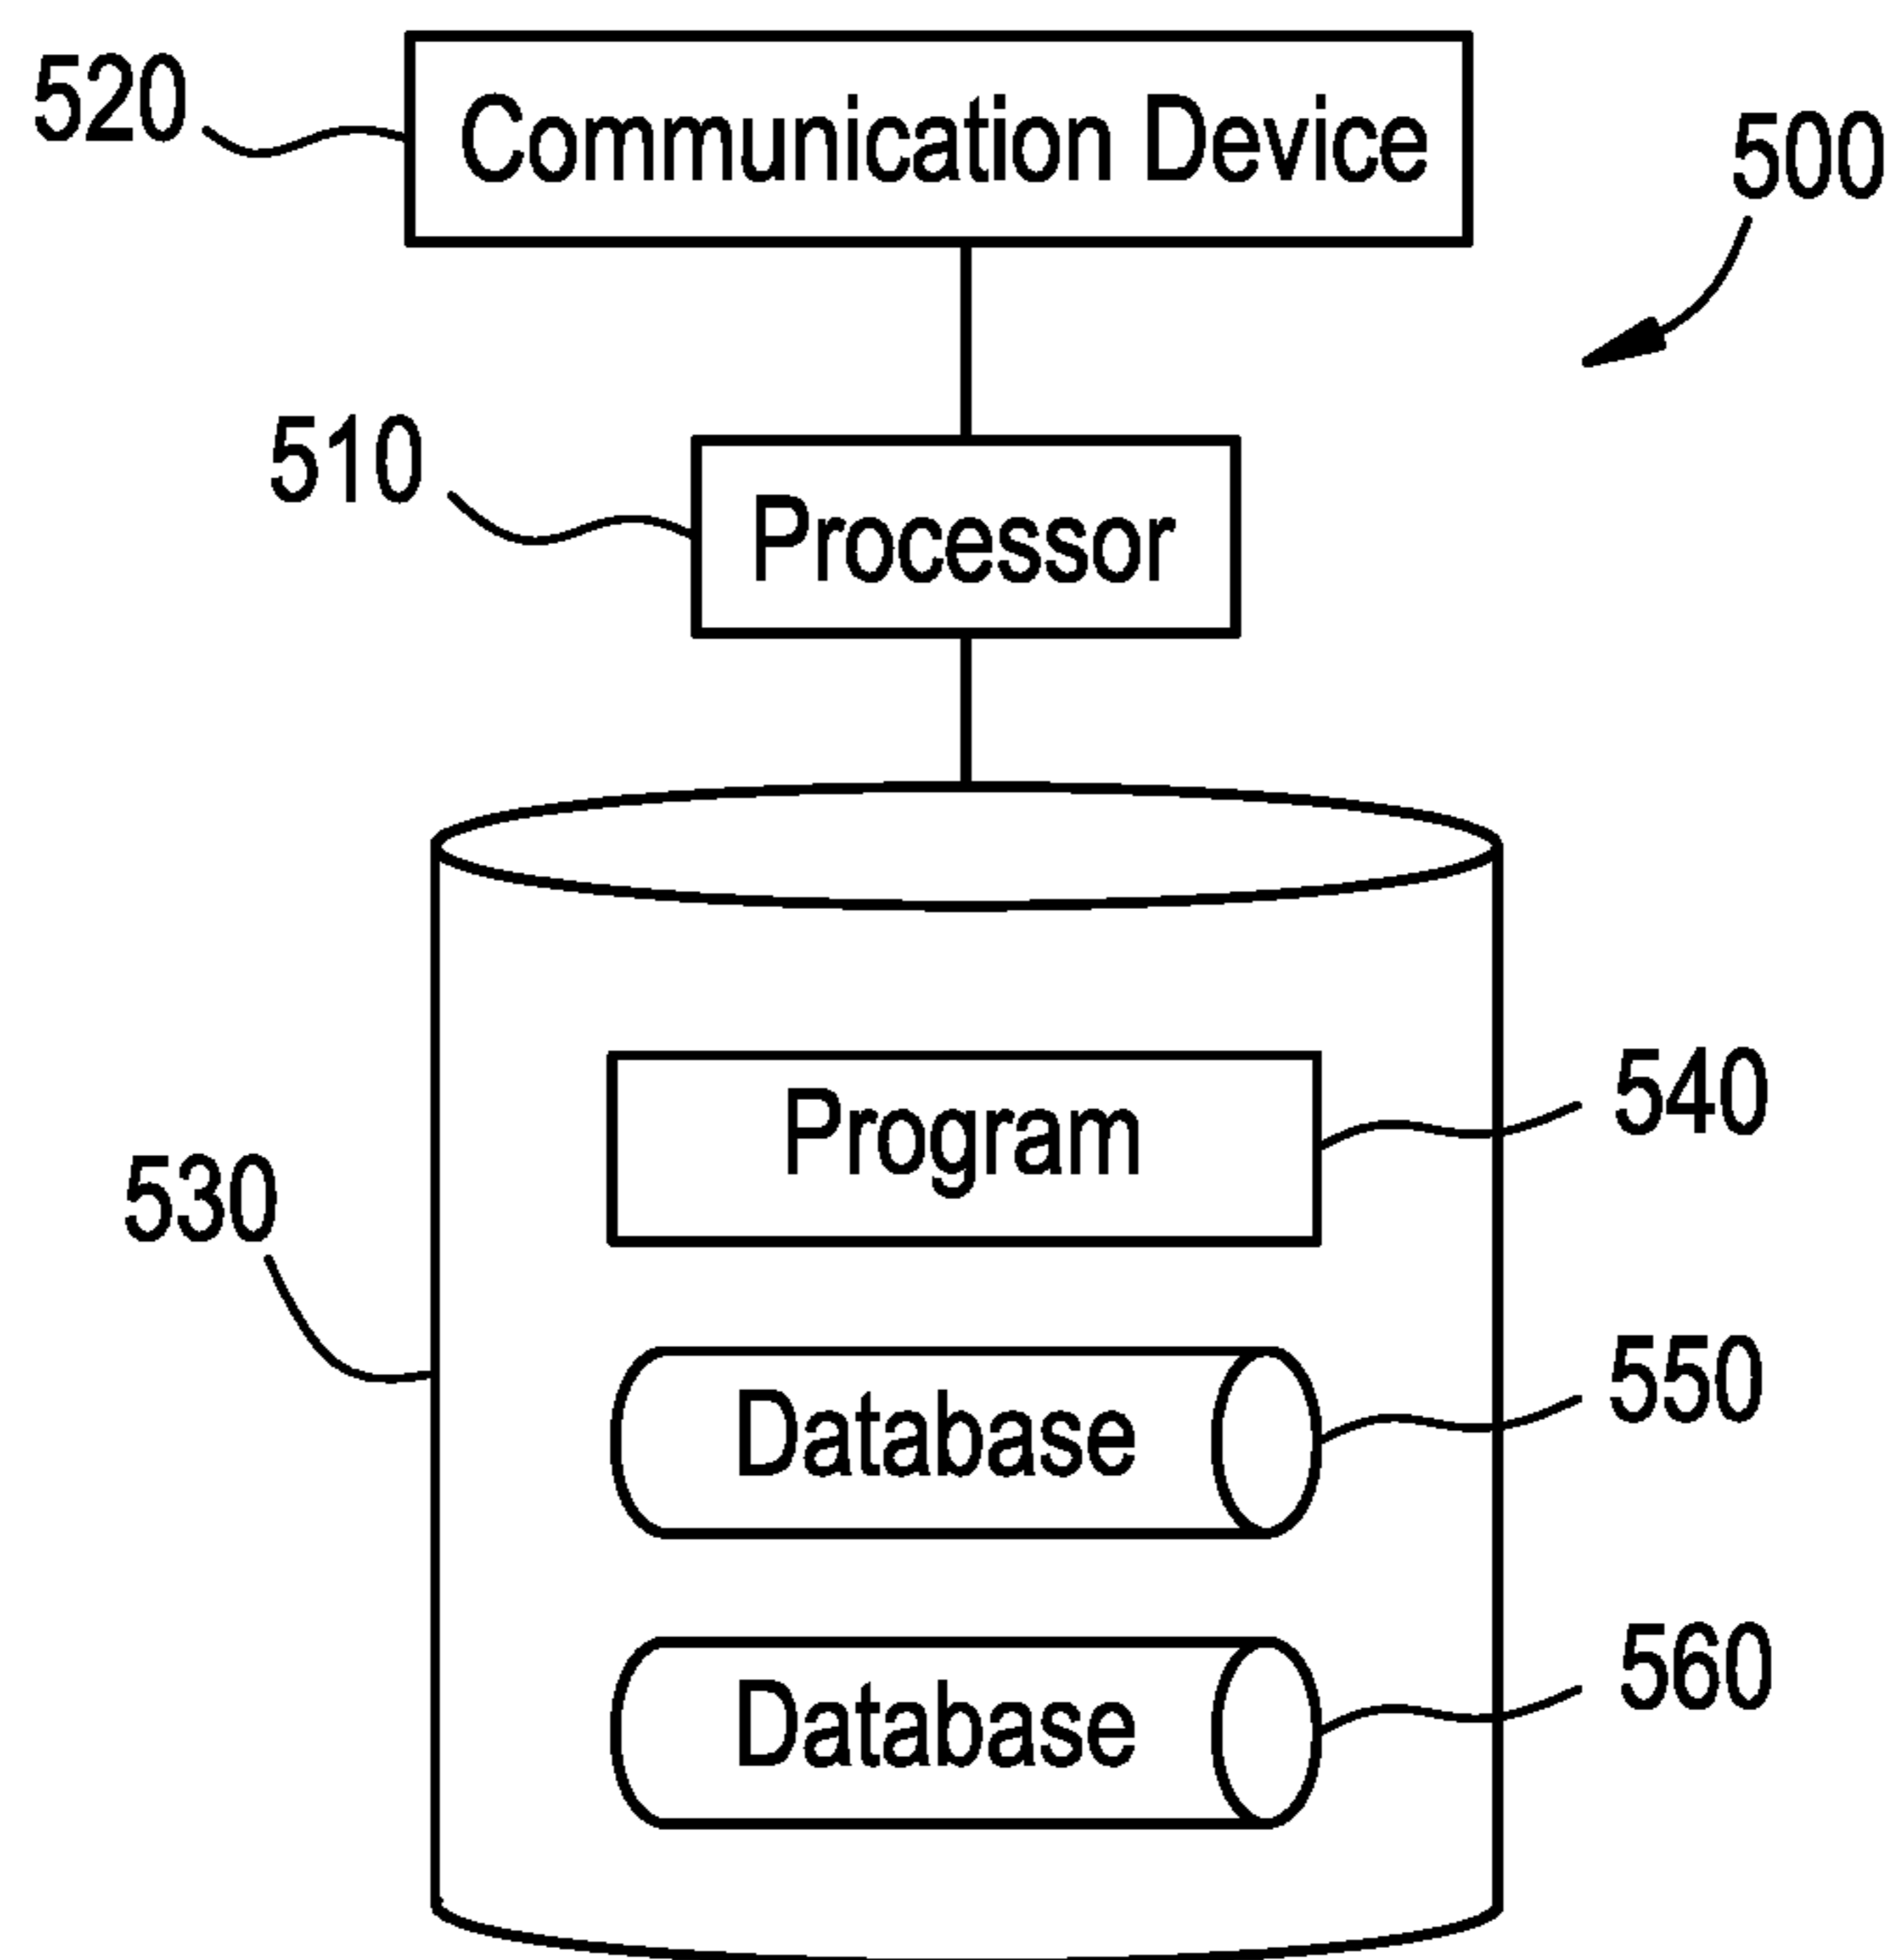 520
Communication Device
500
510
Processor
Program
540
530
Database
550
Database
560